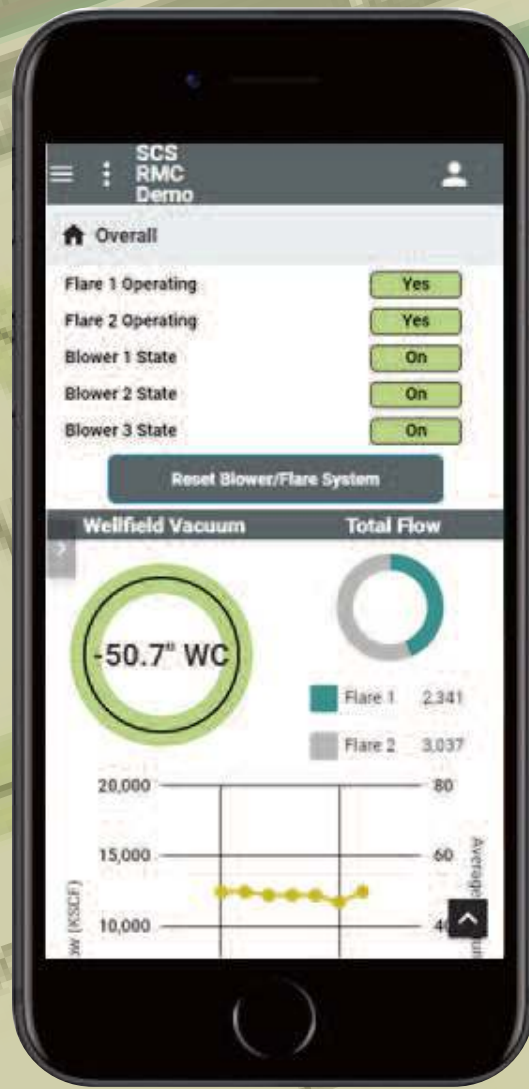 SCS
RMC
Demo
Overall
Flare 1 Operating Yes
Flare 2 Operating Yes
Blower 1 State On
Blower 2 State On
Blower 3 State On
Reset Blower/Flare System
Wellfield Vacuum Total Flow
-50.7" WC
Flare 1 2,341
Flare 2 3,037
20,000 80
15,000 60
10,000
(KSCF)
Average